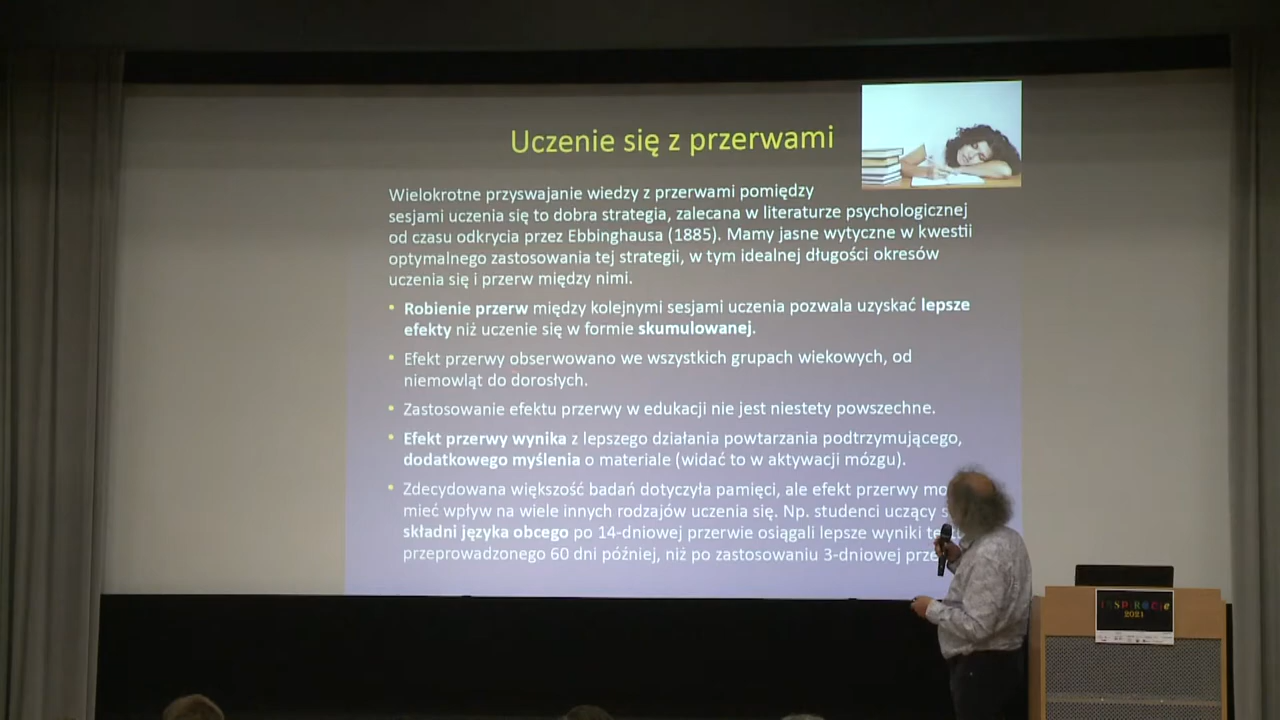 Uczenie się z przerwami
Wielokrotne przyswajanie wiedzy z przerwami pomiędzy
sesjami uczenia się to dobra strategia, zalecana w literaturze psychologicznej
od czasu odkrycia przez Ebbinghausa (1885). Mamy jasne wytyczne w kwestii
optymalnego zastosowania tej strategii, w tym idealnej długości okresów
uczenia się i przerw między nimi.
• Robienie przerw między kolejnymi sesjami uczenia pozwala uzyskać lepsze
efekty niż uczenie się w formie skumulowanej.
• Efekt przerwy obserwowano we wszystkich grupach wiekowych, od
niemowląt do dorosłych.
• Zastosowanie efektu przerwy w edukacji nie jest niestety powszechne.
• Efekt przerwy wynika z lepszego działania powtarzania podtrzymującego,
dodatkowego myślenia o materiale (widać to w aktywacji mózgu).
• Zdecydowana większość badań dotyczyła pamięci, ale efekt przerwy
mieć wpływ na wiele innych rodzajów uczenia się. Np. studenci uczący
składni języka obcego po 14-dniowej przerwie osiągali lepsze wyniki
przeprowadzonego 60 dni później, niż po zastosowaniu 3-dniowej
2021